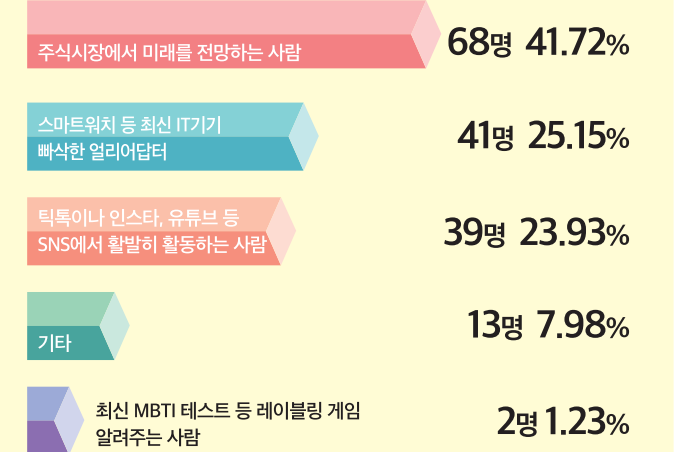 주식시장에서 미래를 전망하는 사람 68명 41.72%
스마트워치 등 최신 IT기기
빠삭한 얼리어답터 41명 25.15%
틱톡이나 인스타, 유튜브 등
SNS에서 활발히 활동하는 사람 39명 23.93%
기타 13명 7.98%
최신 MBTI 테스트 등 레이블링 게임
알려주는 사람 2명 1.23%